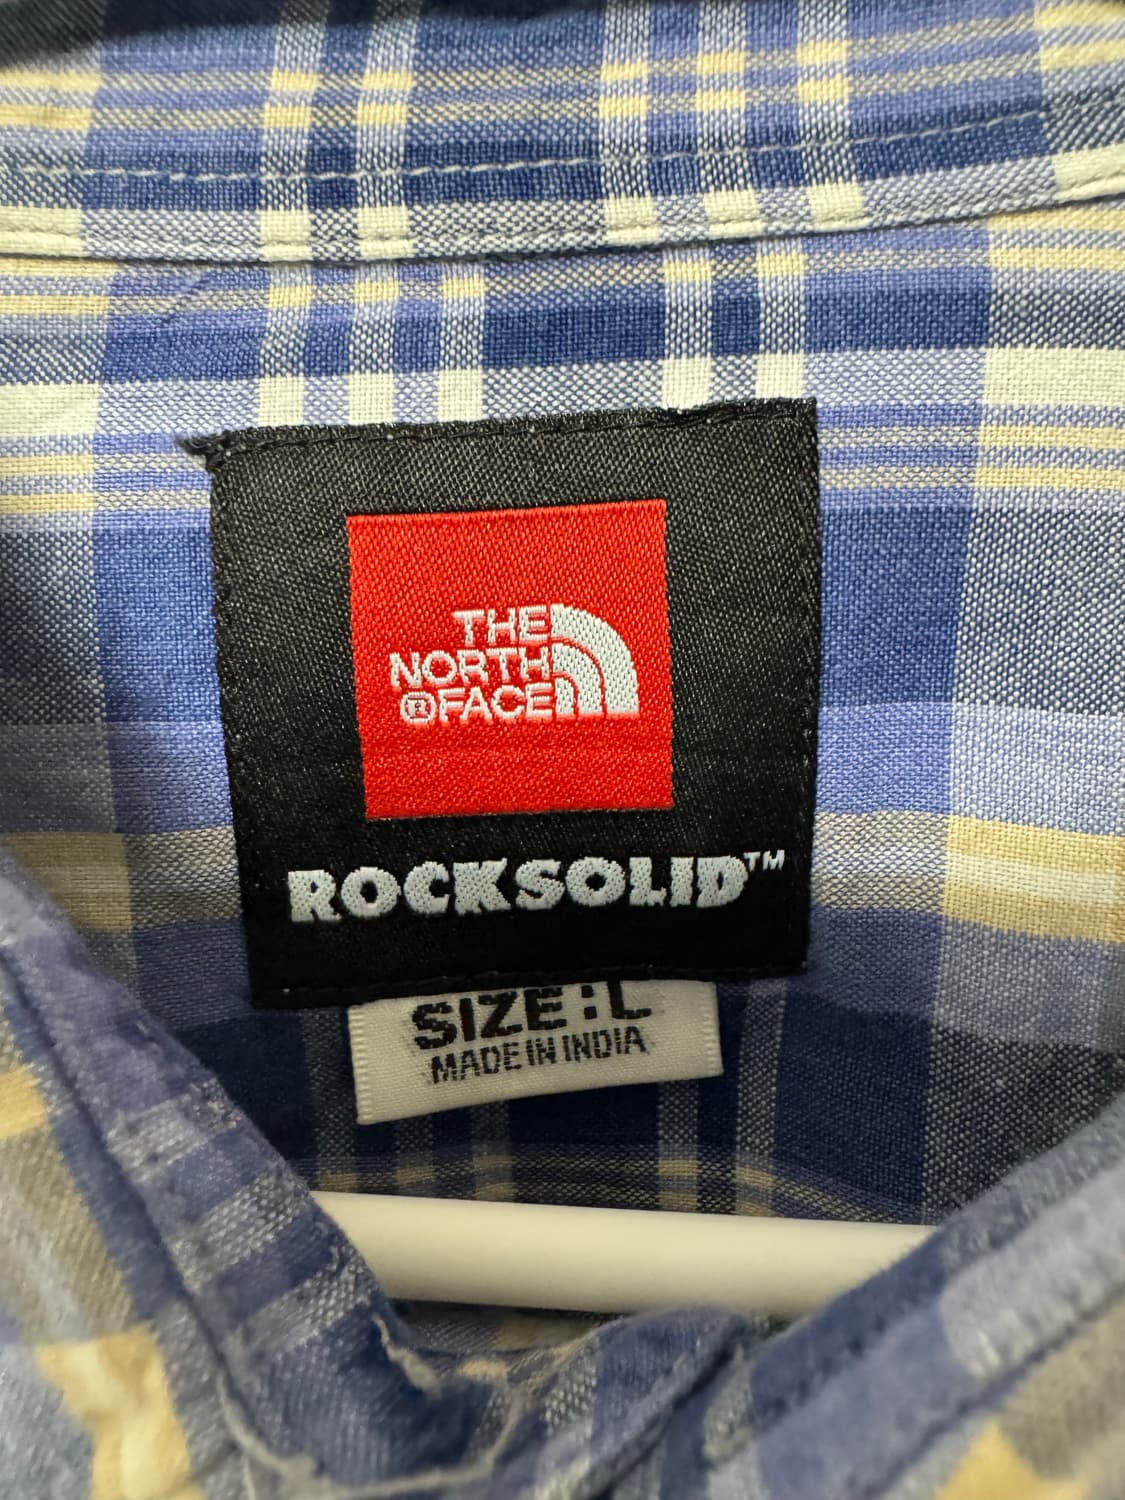 THE
NORTH
®FACE
ROCKSOLID™
SIZE:L
MADE IN INDIA